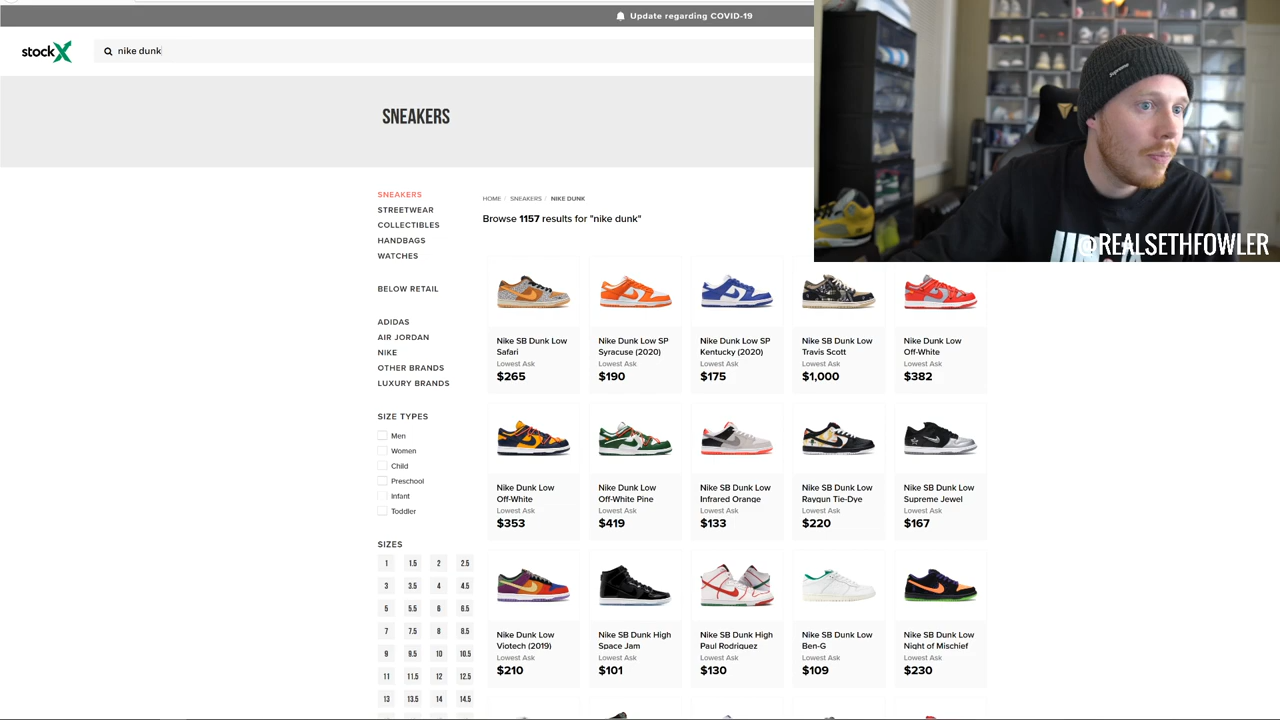 Update regarding COVID-19
stockX
nike dunk
SNEAKERS
Supreme
@REALSETHFOWLER
SNEAKERS
STREETWEAR
COLLECTIBLES
HANDBAGS
WATCHES
BELOW RETAIL
ADIDAS
AIR JORDAN
NIKE
OTHER BRANDS
LUXURY BRANDS
SIZE TYPES
Men
Women
Child
Preschool
Infant
Toddler
SIZES
1 1.5 2 2.5
3 3.5 4 4.5
5 5.5 6 6.5
7 7.5 8 8.5
9 9.5 10 10.5
11 11.5 12 12.5
13 13.5 14 14.5
HOME / SNEAKERS / NIKE DUNK
Browse 1157 results for "nike dunk"
Nike SB Dunk Low
Safari
Lowest Ask
$265
Nike Dunk Low SP
Syracuse (2020)
Lowest Ask
$190
Nike Dunk Low SP
Kentucky (2020)
Lowest Ask
$175
Nike SB Dunk Low
Travis Scott
Lowest Ask
$1,000
Nike Dunk Low
Off-White
Lowest Ask
$382
Nike Dunk Low
Off-White
Lowest Ask
$353
Nike Dunk Low
Off-White Pine
Lowest Ask
$419
Nike SB Dunk Low
Infrared Orange
Lowest Ask
$133
Nike SB Dunk Low
Raygun Tie-Dye
Lowest Ask
$220
Nike SB Dunk Low
Supreme Jewel
Lowest Ask
$167
Nike Dunk Low
Viotech (2019)
Lowest Ask
$210
Nike SB Dunk High
Space Jam
Lowest Ask
$101
Nike SB Dunk High
Paul Rodriguez
Lowest Ask
$130
Nike SB Dunk Low
Ben-G
Lowest Ask
$109
Nike SB Dunk Low
Night of Mischief
Lowest Ask
$230